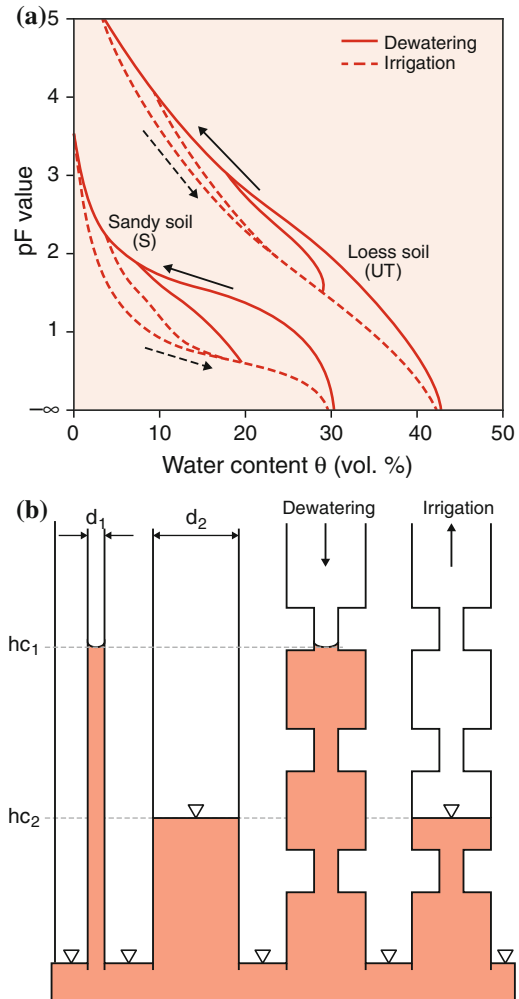 (a)
5
4
3
2
1
−∞
pF value
Dewatering
Irrigation
Sandy soil
(S)
Loess soil
(UT)
0
10
20
30
40
50
Water content θ (vol. %)
(b)
d₁
d₂
Dewatering
Irrigation
hc₁
hc₂